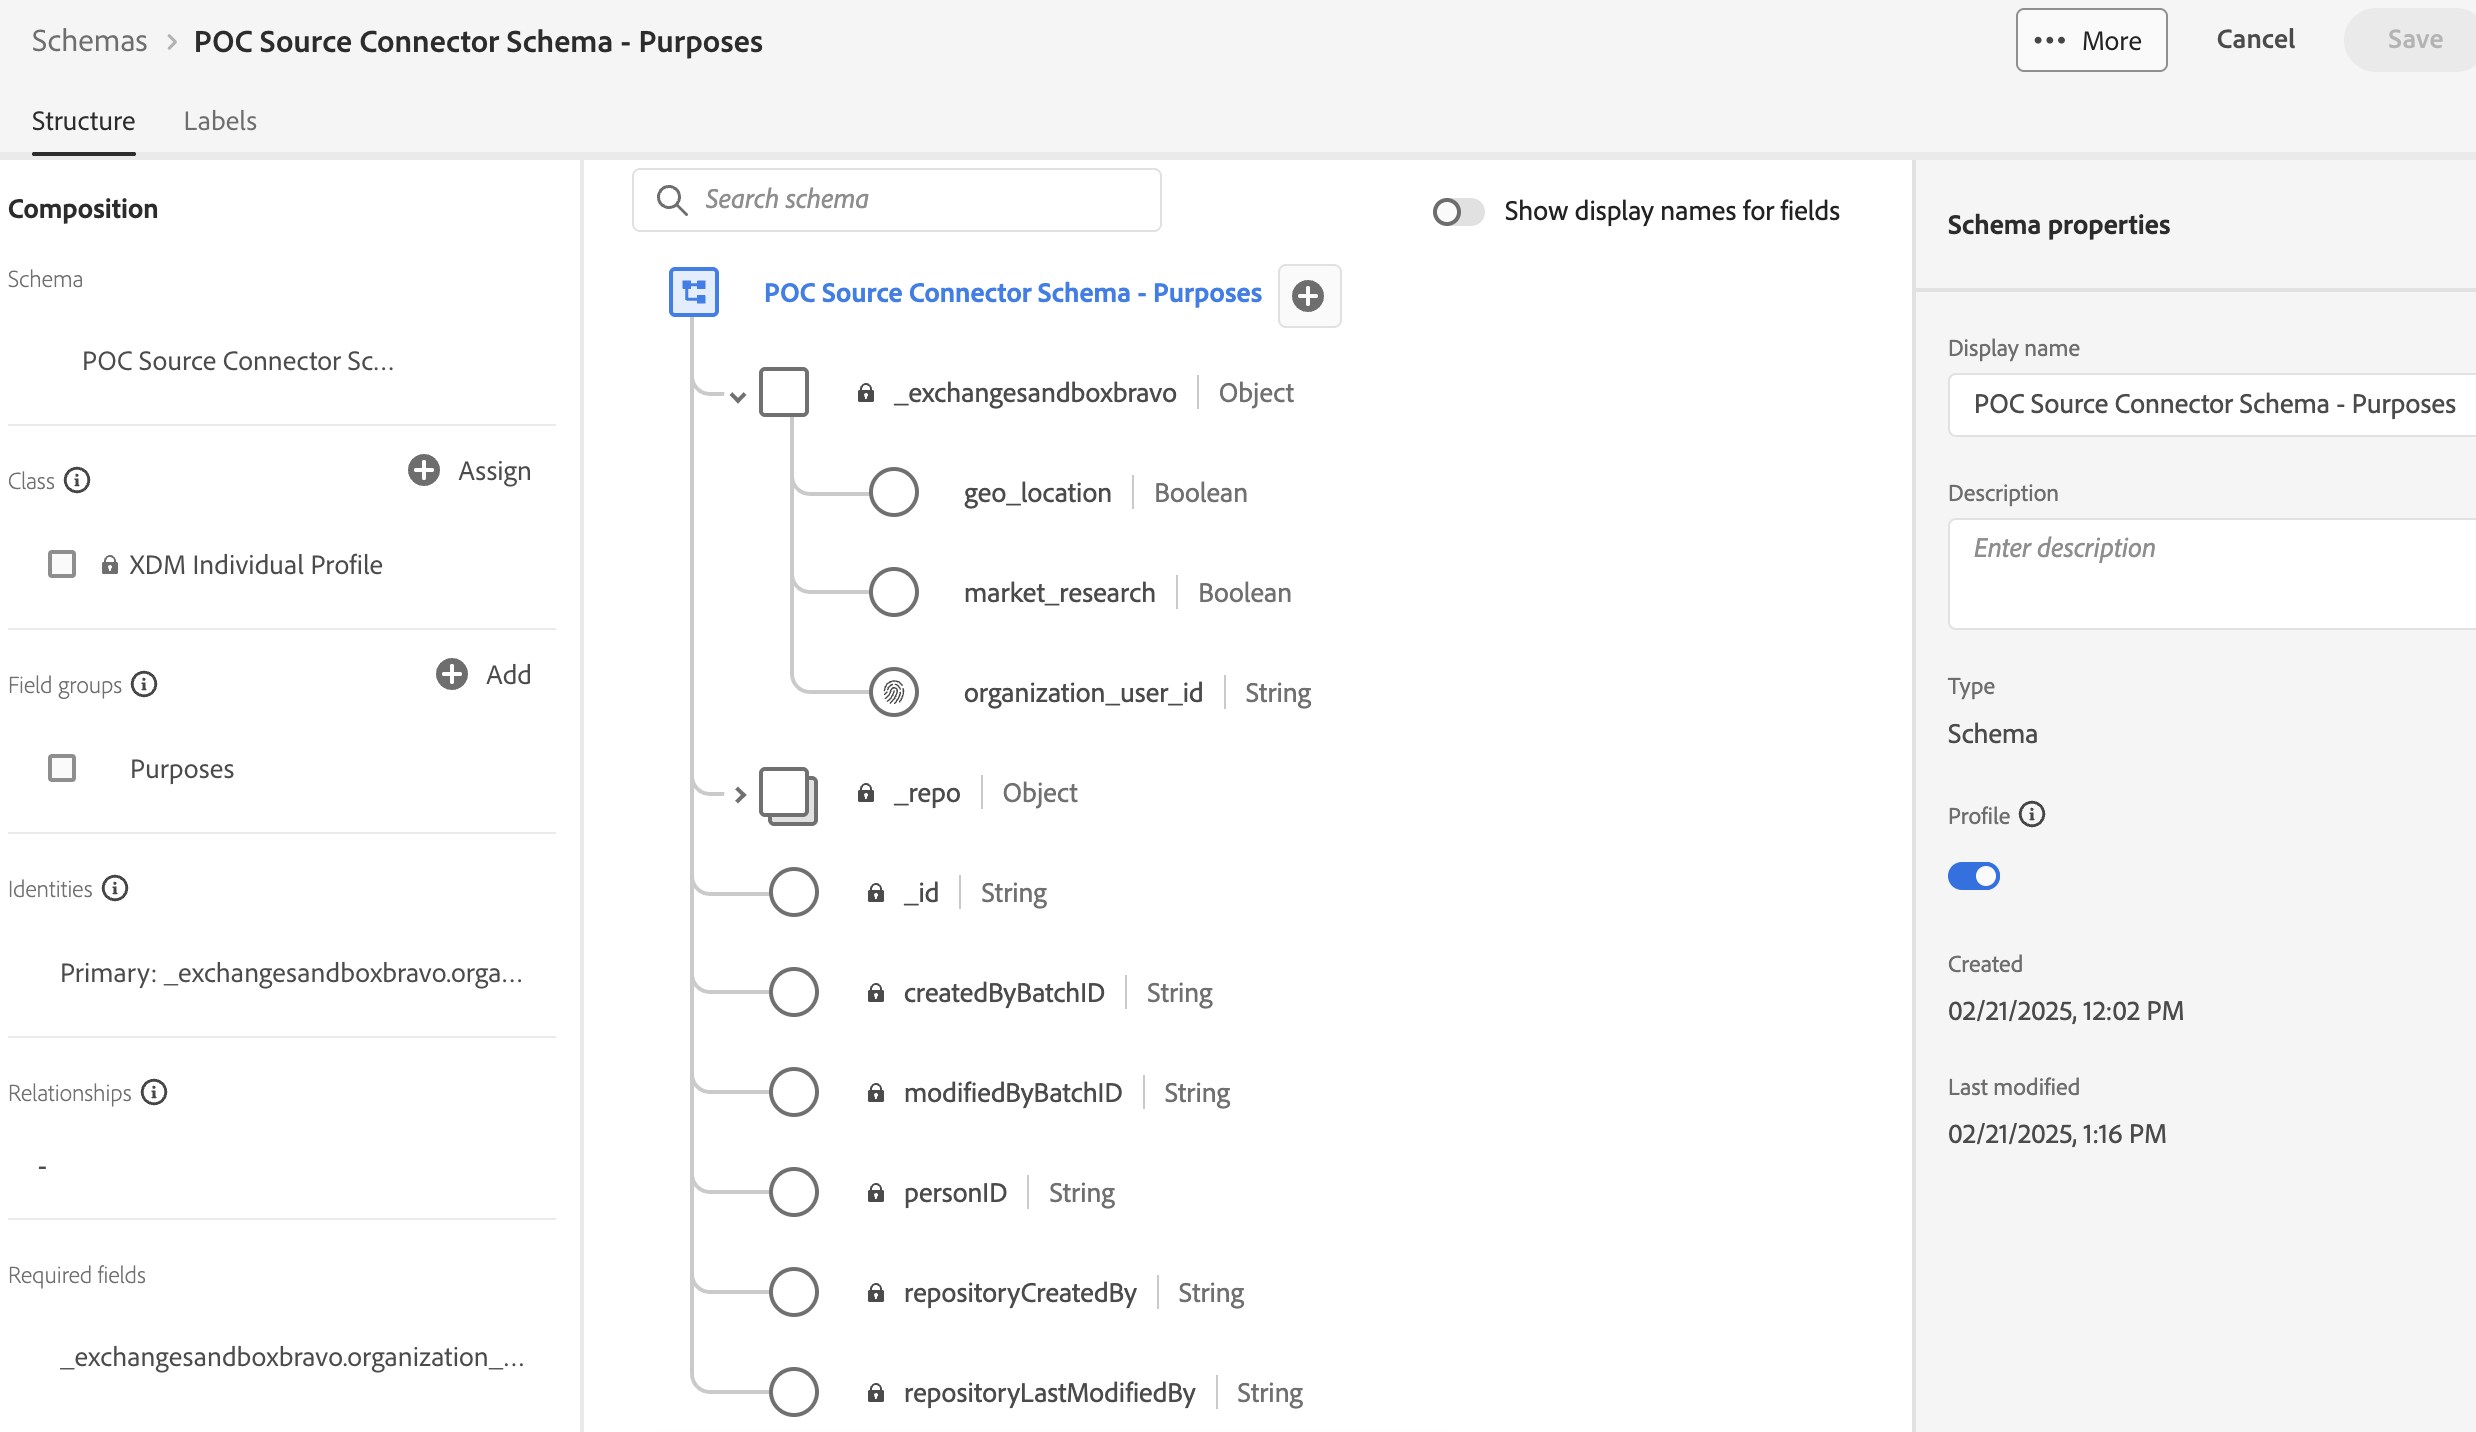 Schemas > POC Source Connector Schema - Purposes
More
Cancel
Save
Structure
Labels
Composition
Schema
POC Source Connector Sc...
Class
Assign
XDM Individual Profile
Field groups
Add
Purposes
Identities
Primary: _exchangesandboxbravo.orga...
Relationships
-
Required fields
_exchangesandboxbravo.organization_...
Search schema
Show display names for fields
POC Source Connector Schema - Purposes
_exchangesandboxbravo | Object
geo_location | Boolean
market_research | Boolean
organization_user_id | String
_repo | Object
_id | String
createdByBatchID | String
modifiedByBatchID | String
personID | String
repositoryCreatedBy | String
repositoryLastModifiedBy | String
Schema properties
Display name
POC Source Connector Schema - Purposes
Description
Enter description
Type
Schema
Profile
Created
02/21/2025, 12:02 PM
Last modified
02/21/2025, 1:16 PM